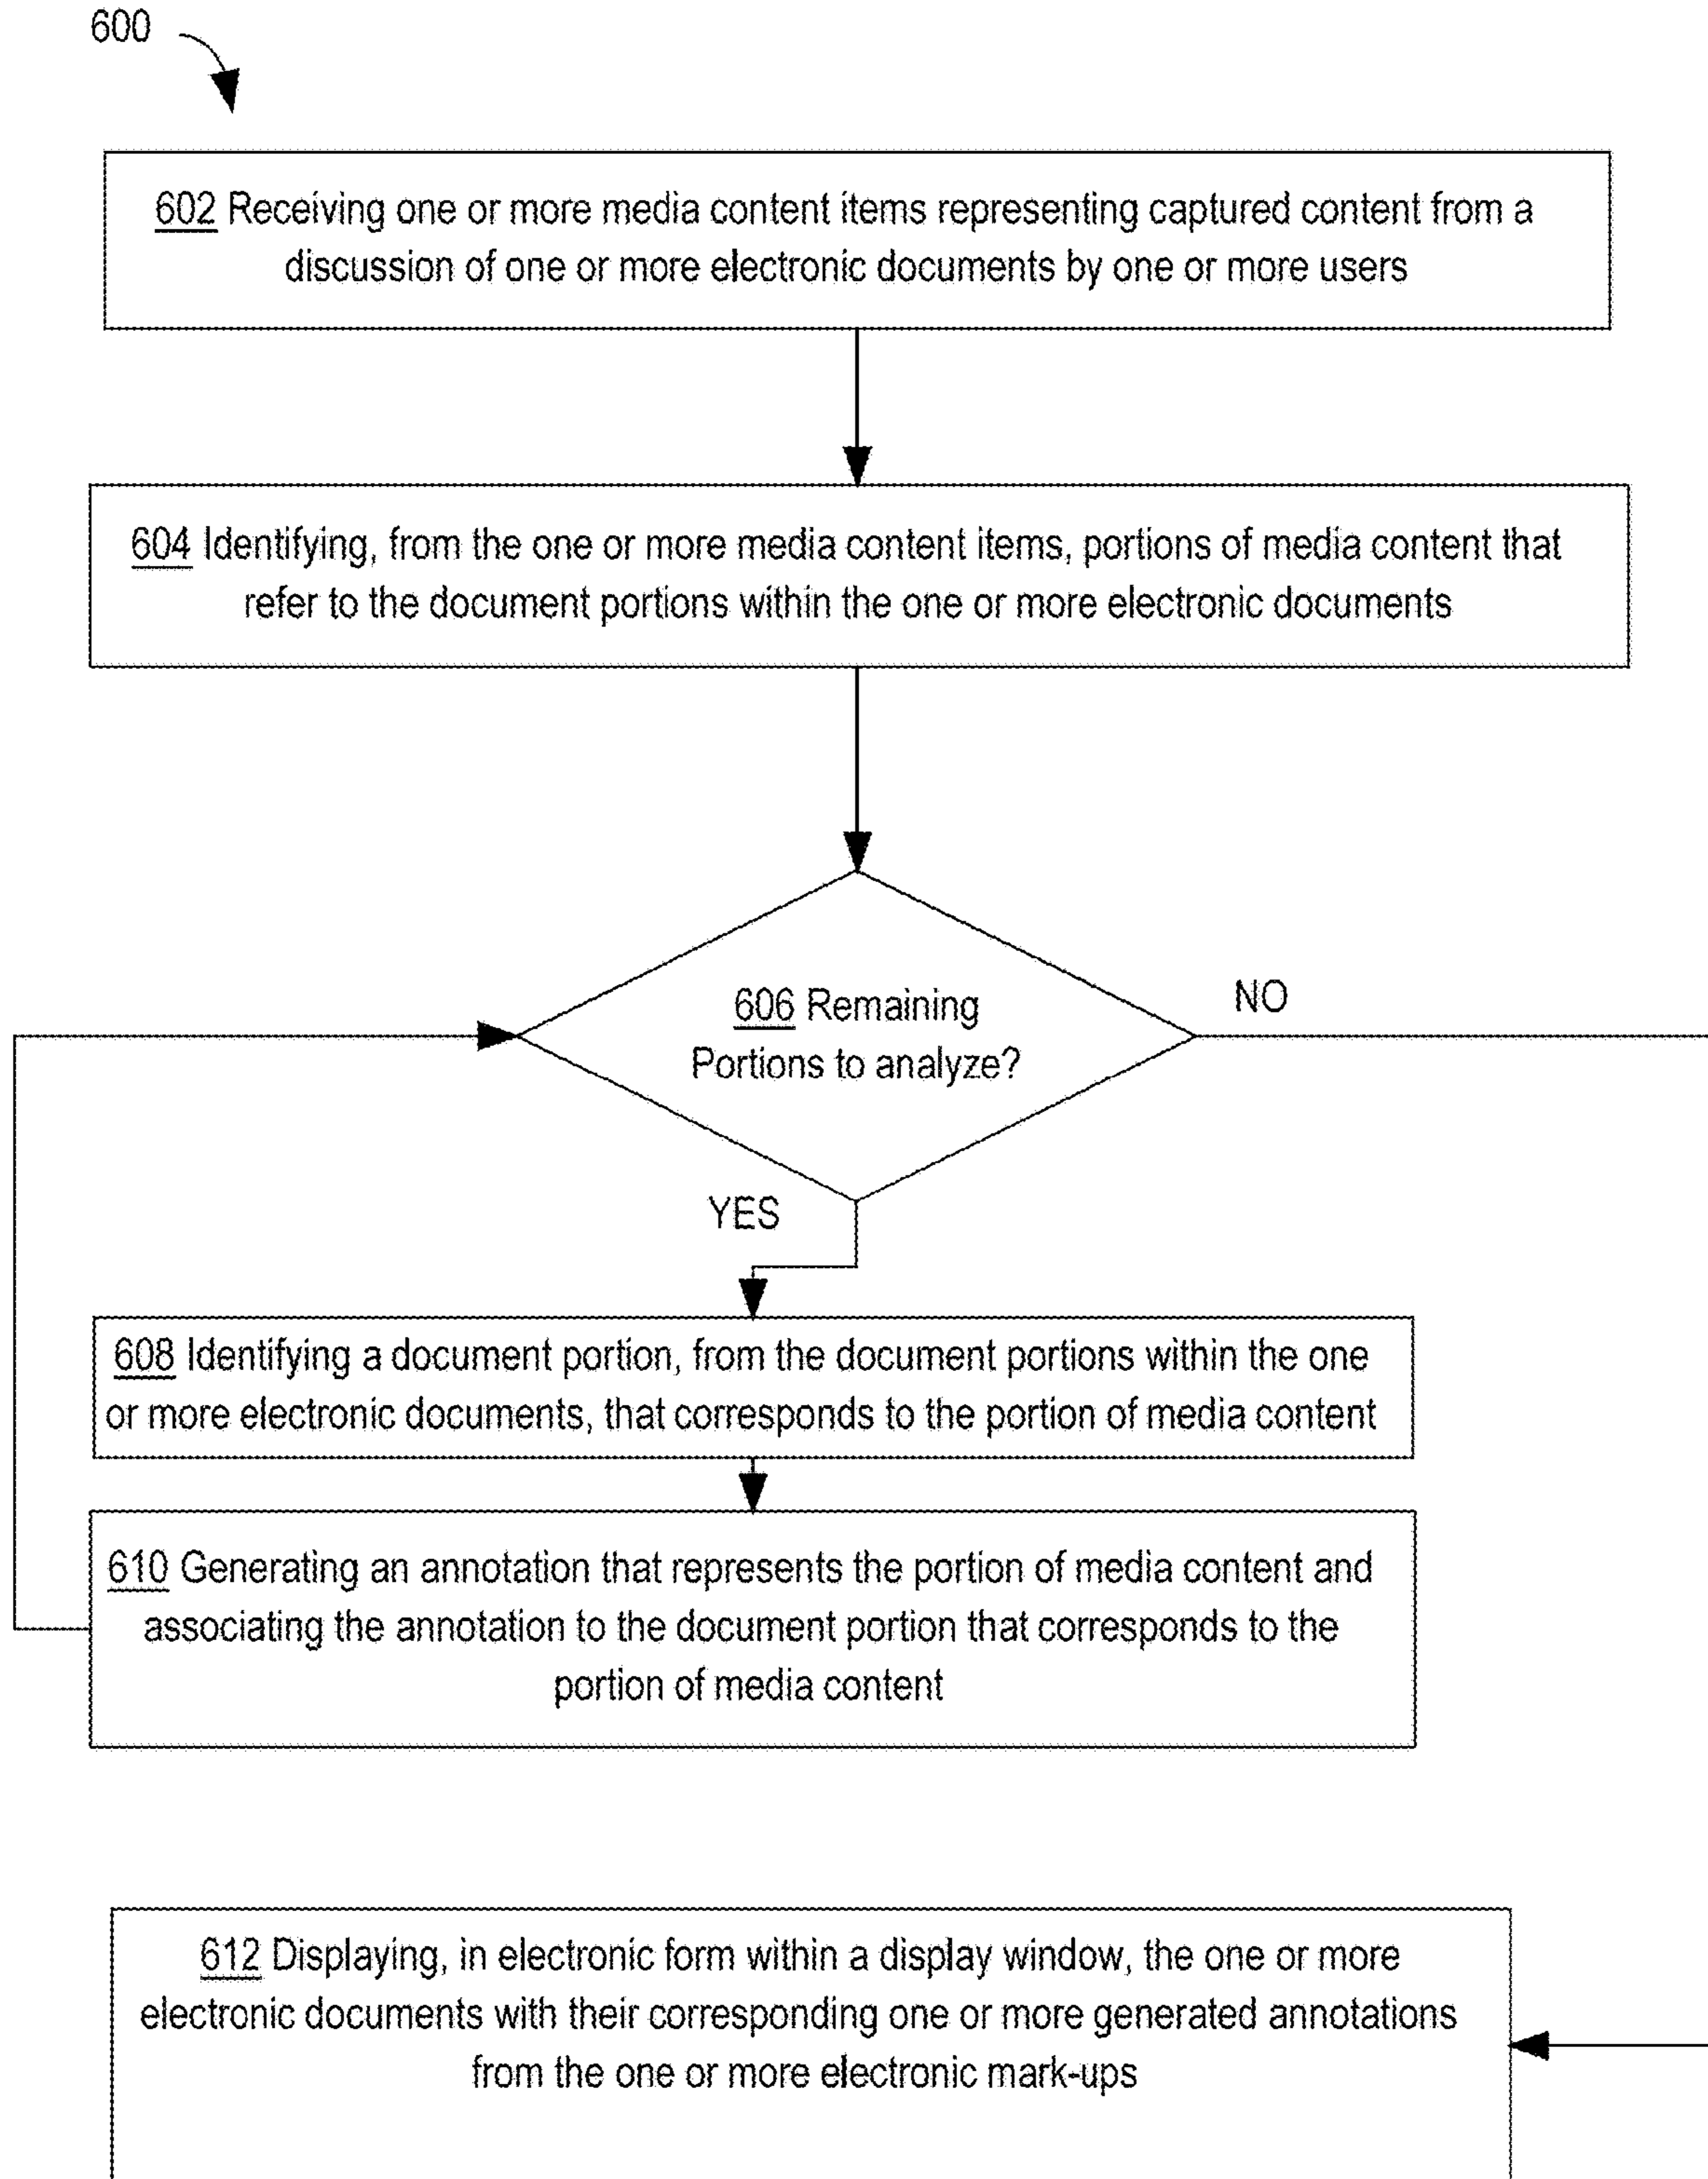 600
602 Receiving one or more media content items representing captured content from a
discussion of one or more electronic documents by one or more users
604 Identifying, from the one or more media content items, portions of media content that
refer to the document portions within the one or more electronic documents
606 Remaining
Portions to analyze?
NO
YES
608 Identifying a document portion, from the document portions within the one
or more electronic documents, that corresponds to the portion of media content
610 Generating an annotation that represents the portion of media content and
associating the annotation to the document portion that corresponds to the
portion of media content
612 Displaying, in electronic form within a display window, the one or more
electronic documents with their corresponding one or more generated annotations
from the one or more electronic mark-ups